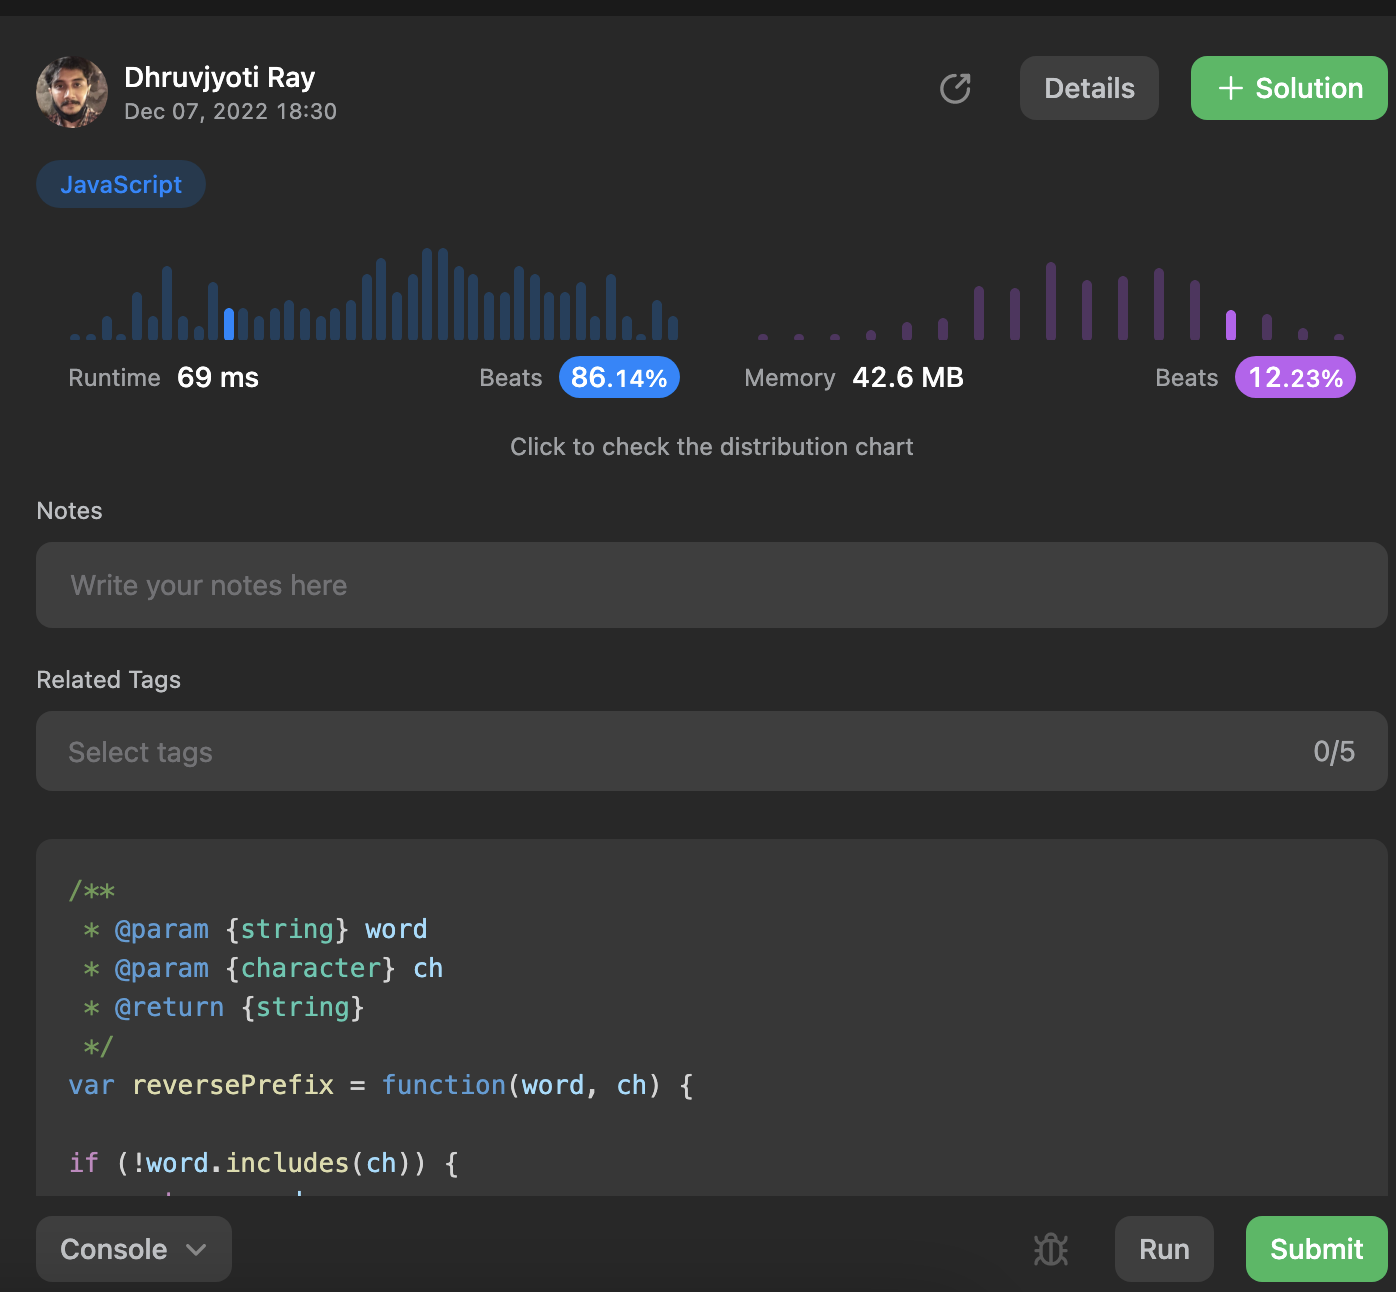 Dhruvjyoti Ray
Dec 07, 2022 18:30
Details
+ Solution
JavaScript
Runtime 69 ms
Beats 86.14%
Memory 42.6 MB
Beats 12.23%
Click to check the distribution chart
Notes
Write your notes here
Related Tags
Select tags
0/5
/**
 * @param {string} word
 * @param {character} ch
 * @return {string}
 */
var reversePrefix = function(word, ch) {
if (!word.includes(ch)) {
Console
Run
Submit